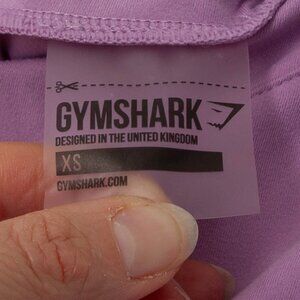 GYMSHARK
DESIGNED IN THE UNITED KINGDOM
XS
GYMSHARK.COM